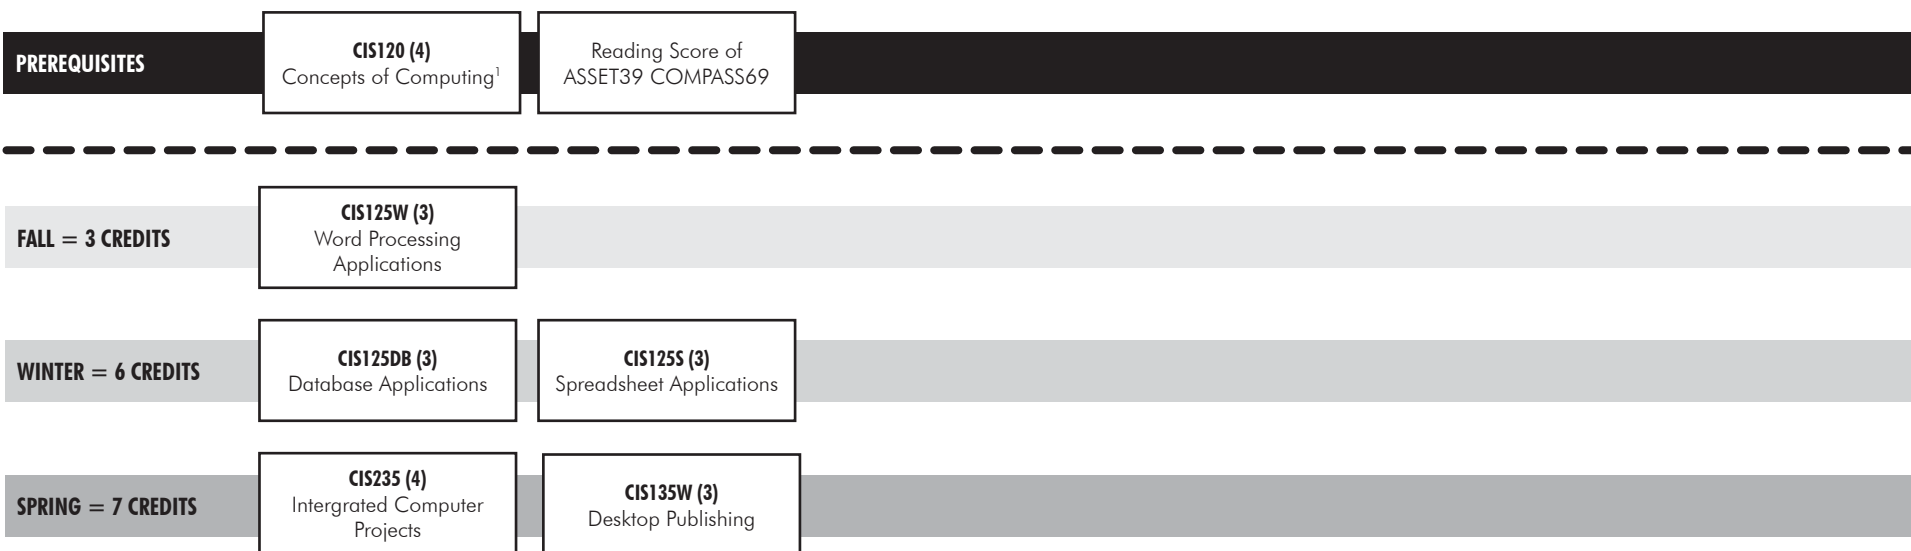 PREREQUISITES
CIS120 (4)
Concepts of Computing¹
Reading Score of
ASSET39 COMPASS69
FALL = 3 CREDITS
CIS125W (3)
Word Processing
Applications
WINTER = 6 CREDITS
CIS125DB (3)
Database Applications
CIS125S (3)
Spreadsheet Applications
SPRING = 7 CREDITS
CIS235 (4)
Intergrated Computer
Projects
CIS135W (3)
Desktop Publishing